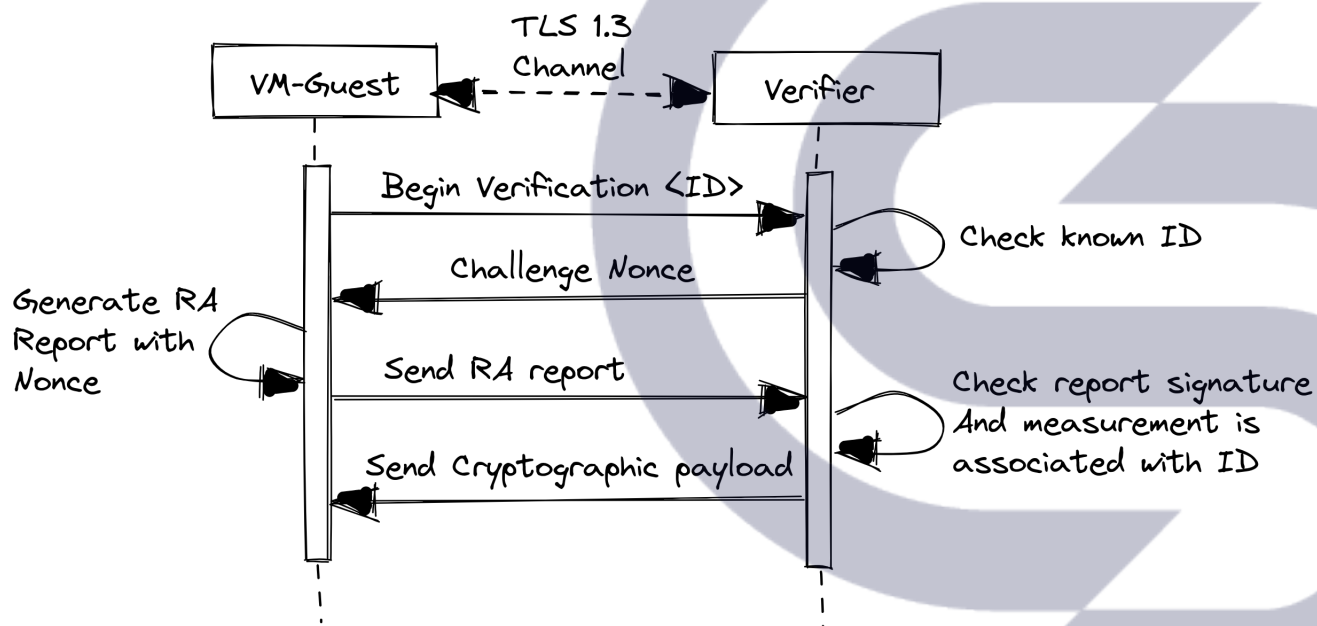 TLS 1.3
Channel
VM-Guest
Verifier
Begin Verification <ID>
Check known ID
Challenge Nonce
Generate RA
Report with
Nonce
Send RA report
Check report signature
And measurement is
associated with ID
Send Cryptographic payload